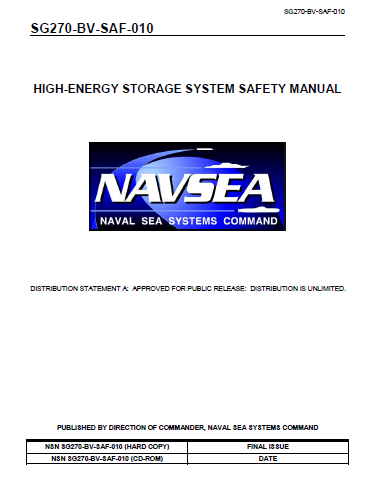 SG270-BV-SAF-010
SG270-BV-SAF-010
HIGH-ENERGY STORAGE SYSTEM SAFETY MANUAL
NAVSEA
NAVAL SEA SYSTEMS COMMAND
DISTRIBUTION STATEMENT A: APPROVED FOR PUBLIC RELEASE: DISTRIBUTION IS UNLIMITED.
PUBLISHED BY DIRECTION OF COMMANDER, NAVAL SEA SYSTEMS COMMAND
NSN SG270-BV-SAF-010 (HARD COPY) FINAL ISSUE
NSN SG270-BV-SAF-010 (CD-ROM) DATE